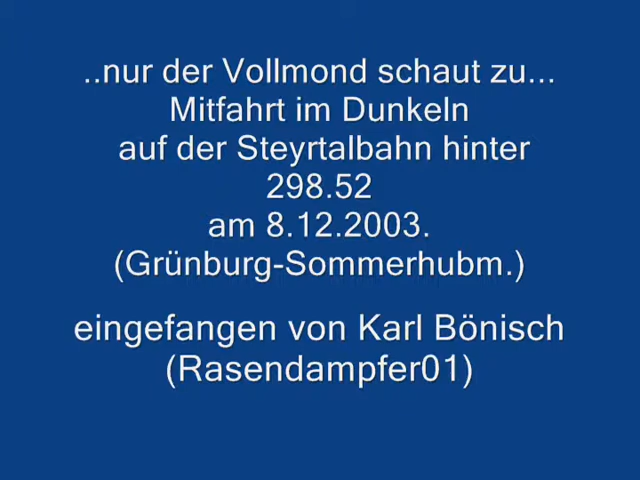 ..nur der Vollmond schaut zu...
Mitfahrt im Dunkeln
auf der Steyrtalbahn hinter
298.52
am 8.12.2003.
(Grünburg-Sommerhubm.)
eingefangen von Karl Bönisch
(Rasendampfer01)